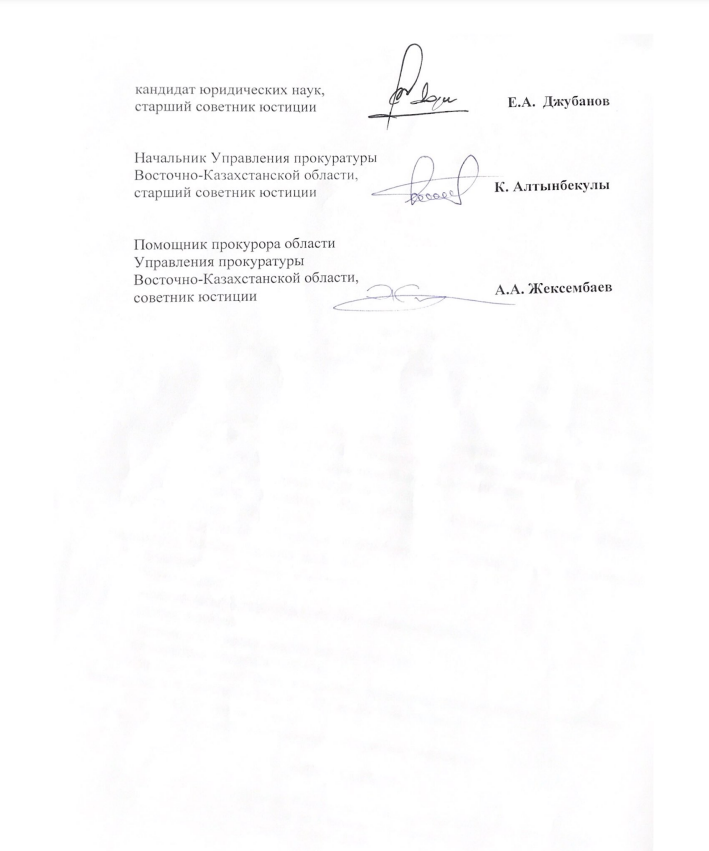 кандидат юридических наук,
старший советник юстиции Е.А. Джубанов
Начальник Управления прокуратуры
Восточно-Казахстанской области,
старший советник юстиции К. Алтынбекулы
Помощник прокурора области
Управления прокуратуры
Восточно-Казахстанской области,
советник юстиции А.А. Жексембаев